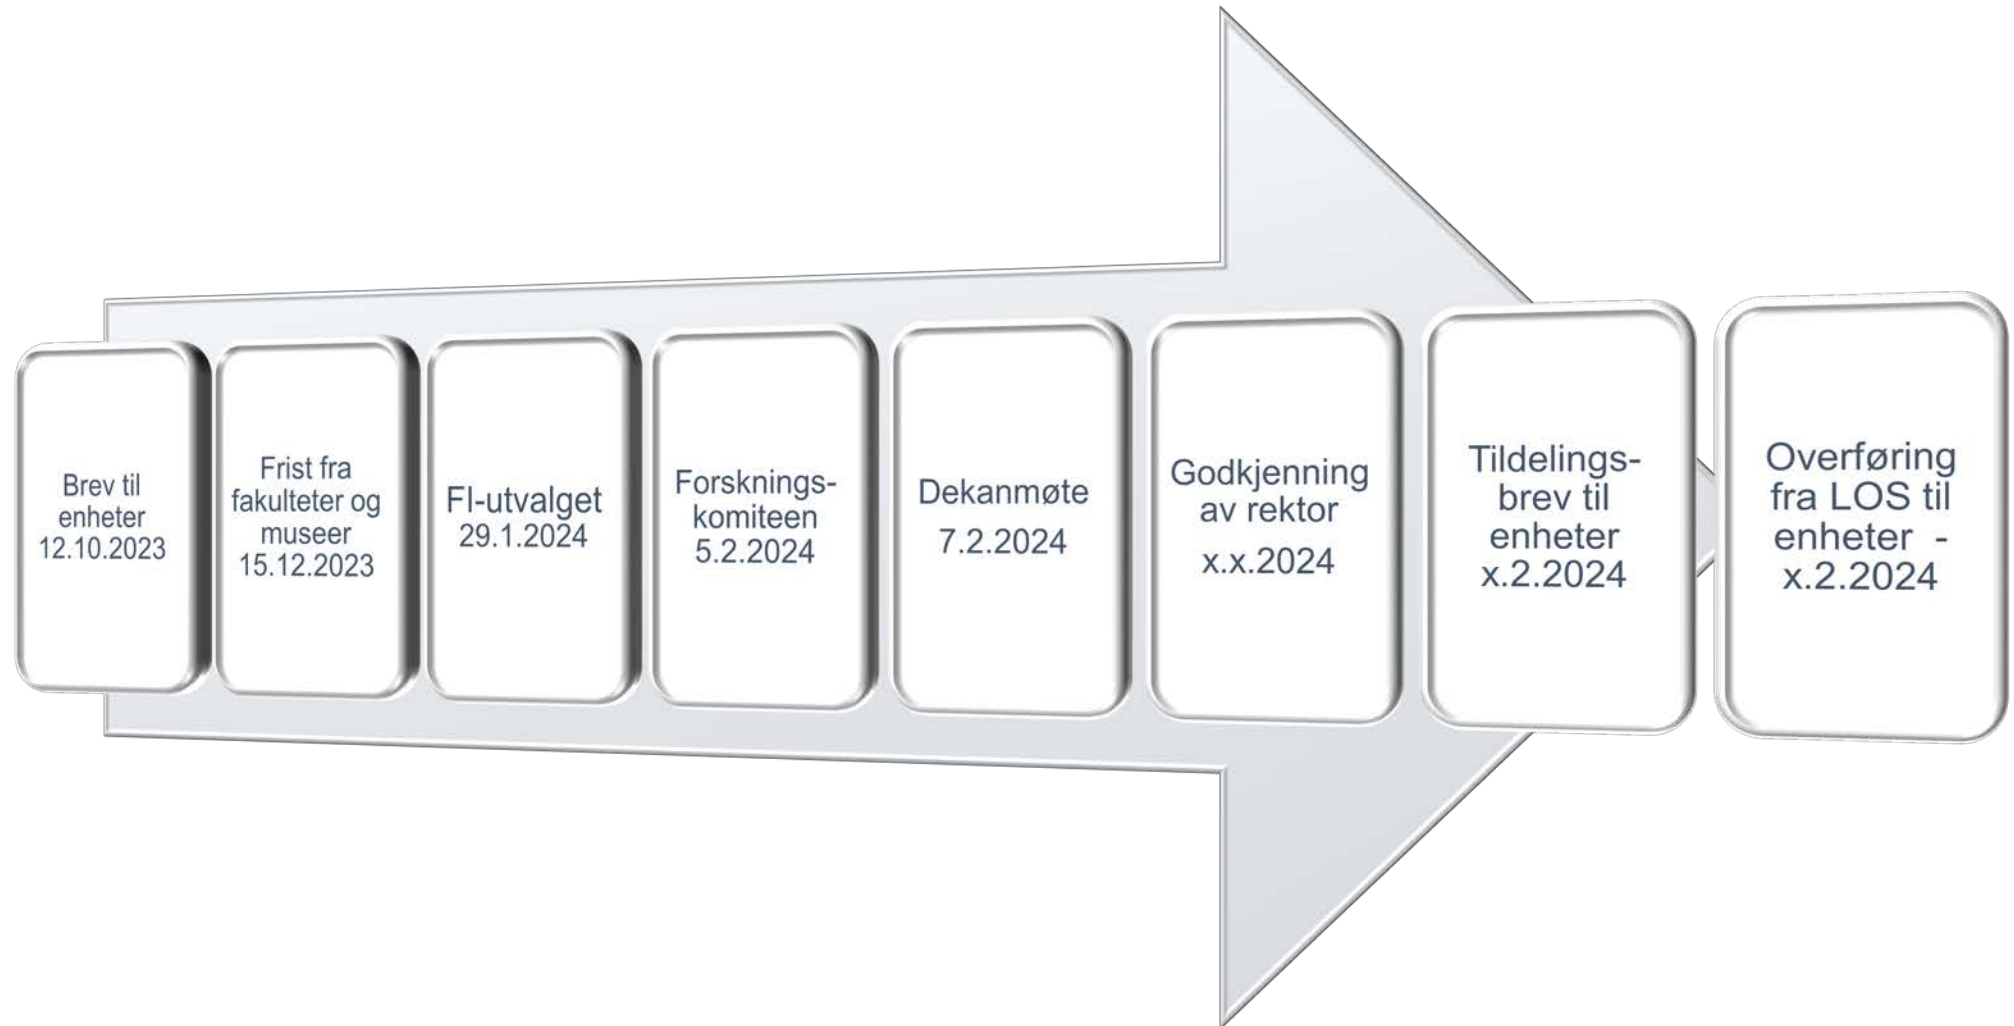 Brev til
enheter
12.10.2023
Frist fra
fakulteter og
museer
15.12.2023
FI-utvalget
29.1.2024
Forsknings-
komiteen
5.2.2024
Dekanmøte
7.2.2024
Godkjenning
av rektor
x.x.2024
Tildelings-
brev til
enheter
x.2.2024
Overføring
fra LOS til
enheter -
x.2.2024